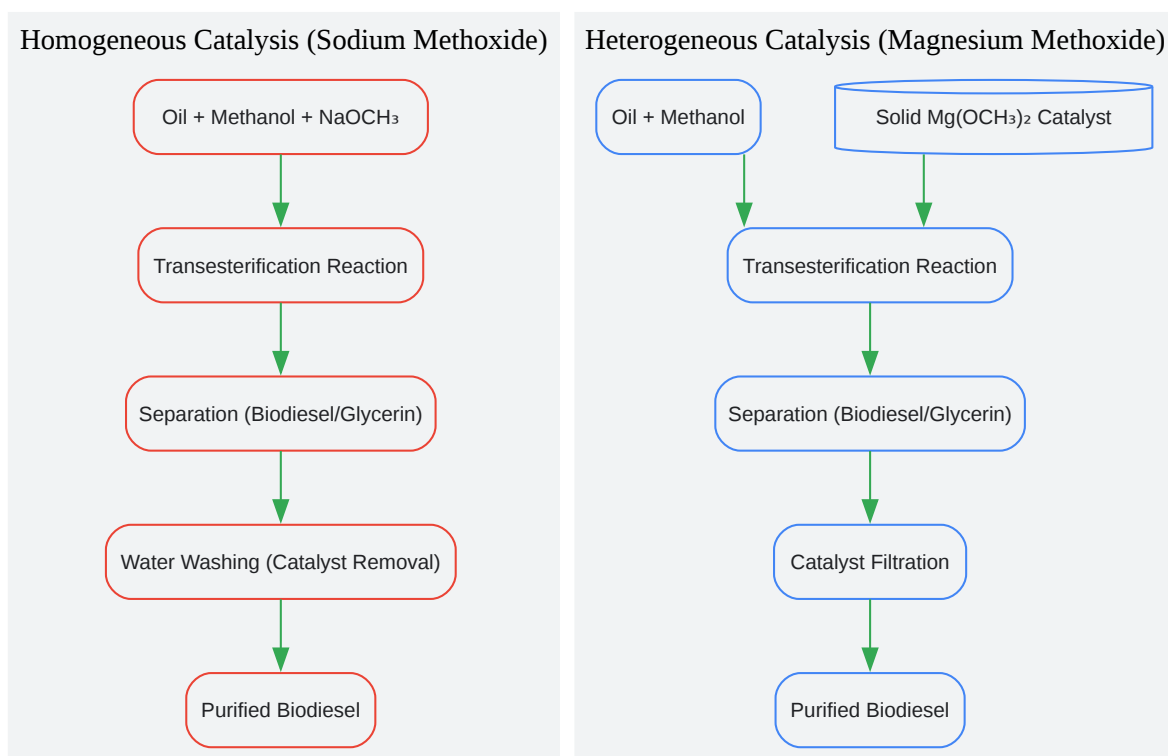 Homogeneous Catalysis (Sodium Methoxide)
Oil + Methanol + NaOCH₃
Transesterification Reaction
Separation (Biodiesel/Glycerin)
Water Washing (Catalyst Removal)
Purified Biodiesel
Heterogeneous Catalysis (Magnesium Methoxide)
Oil + Methanol
Solid Mg(OCH₃)₂ Catalyst
Transesterification Reaction
Separation (Biodiesel/Glycerin)
Catalyst Filtration
Purified Biodiesel